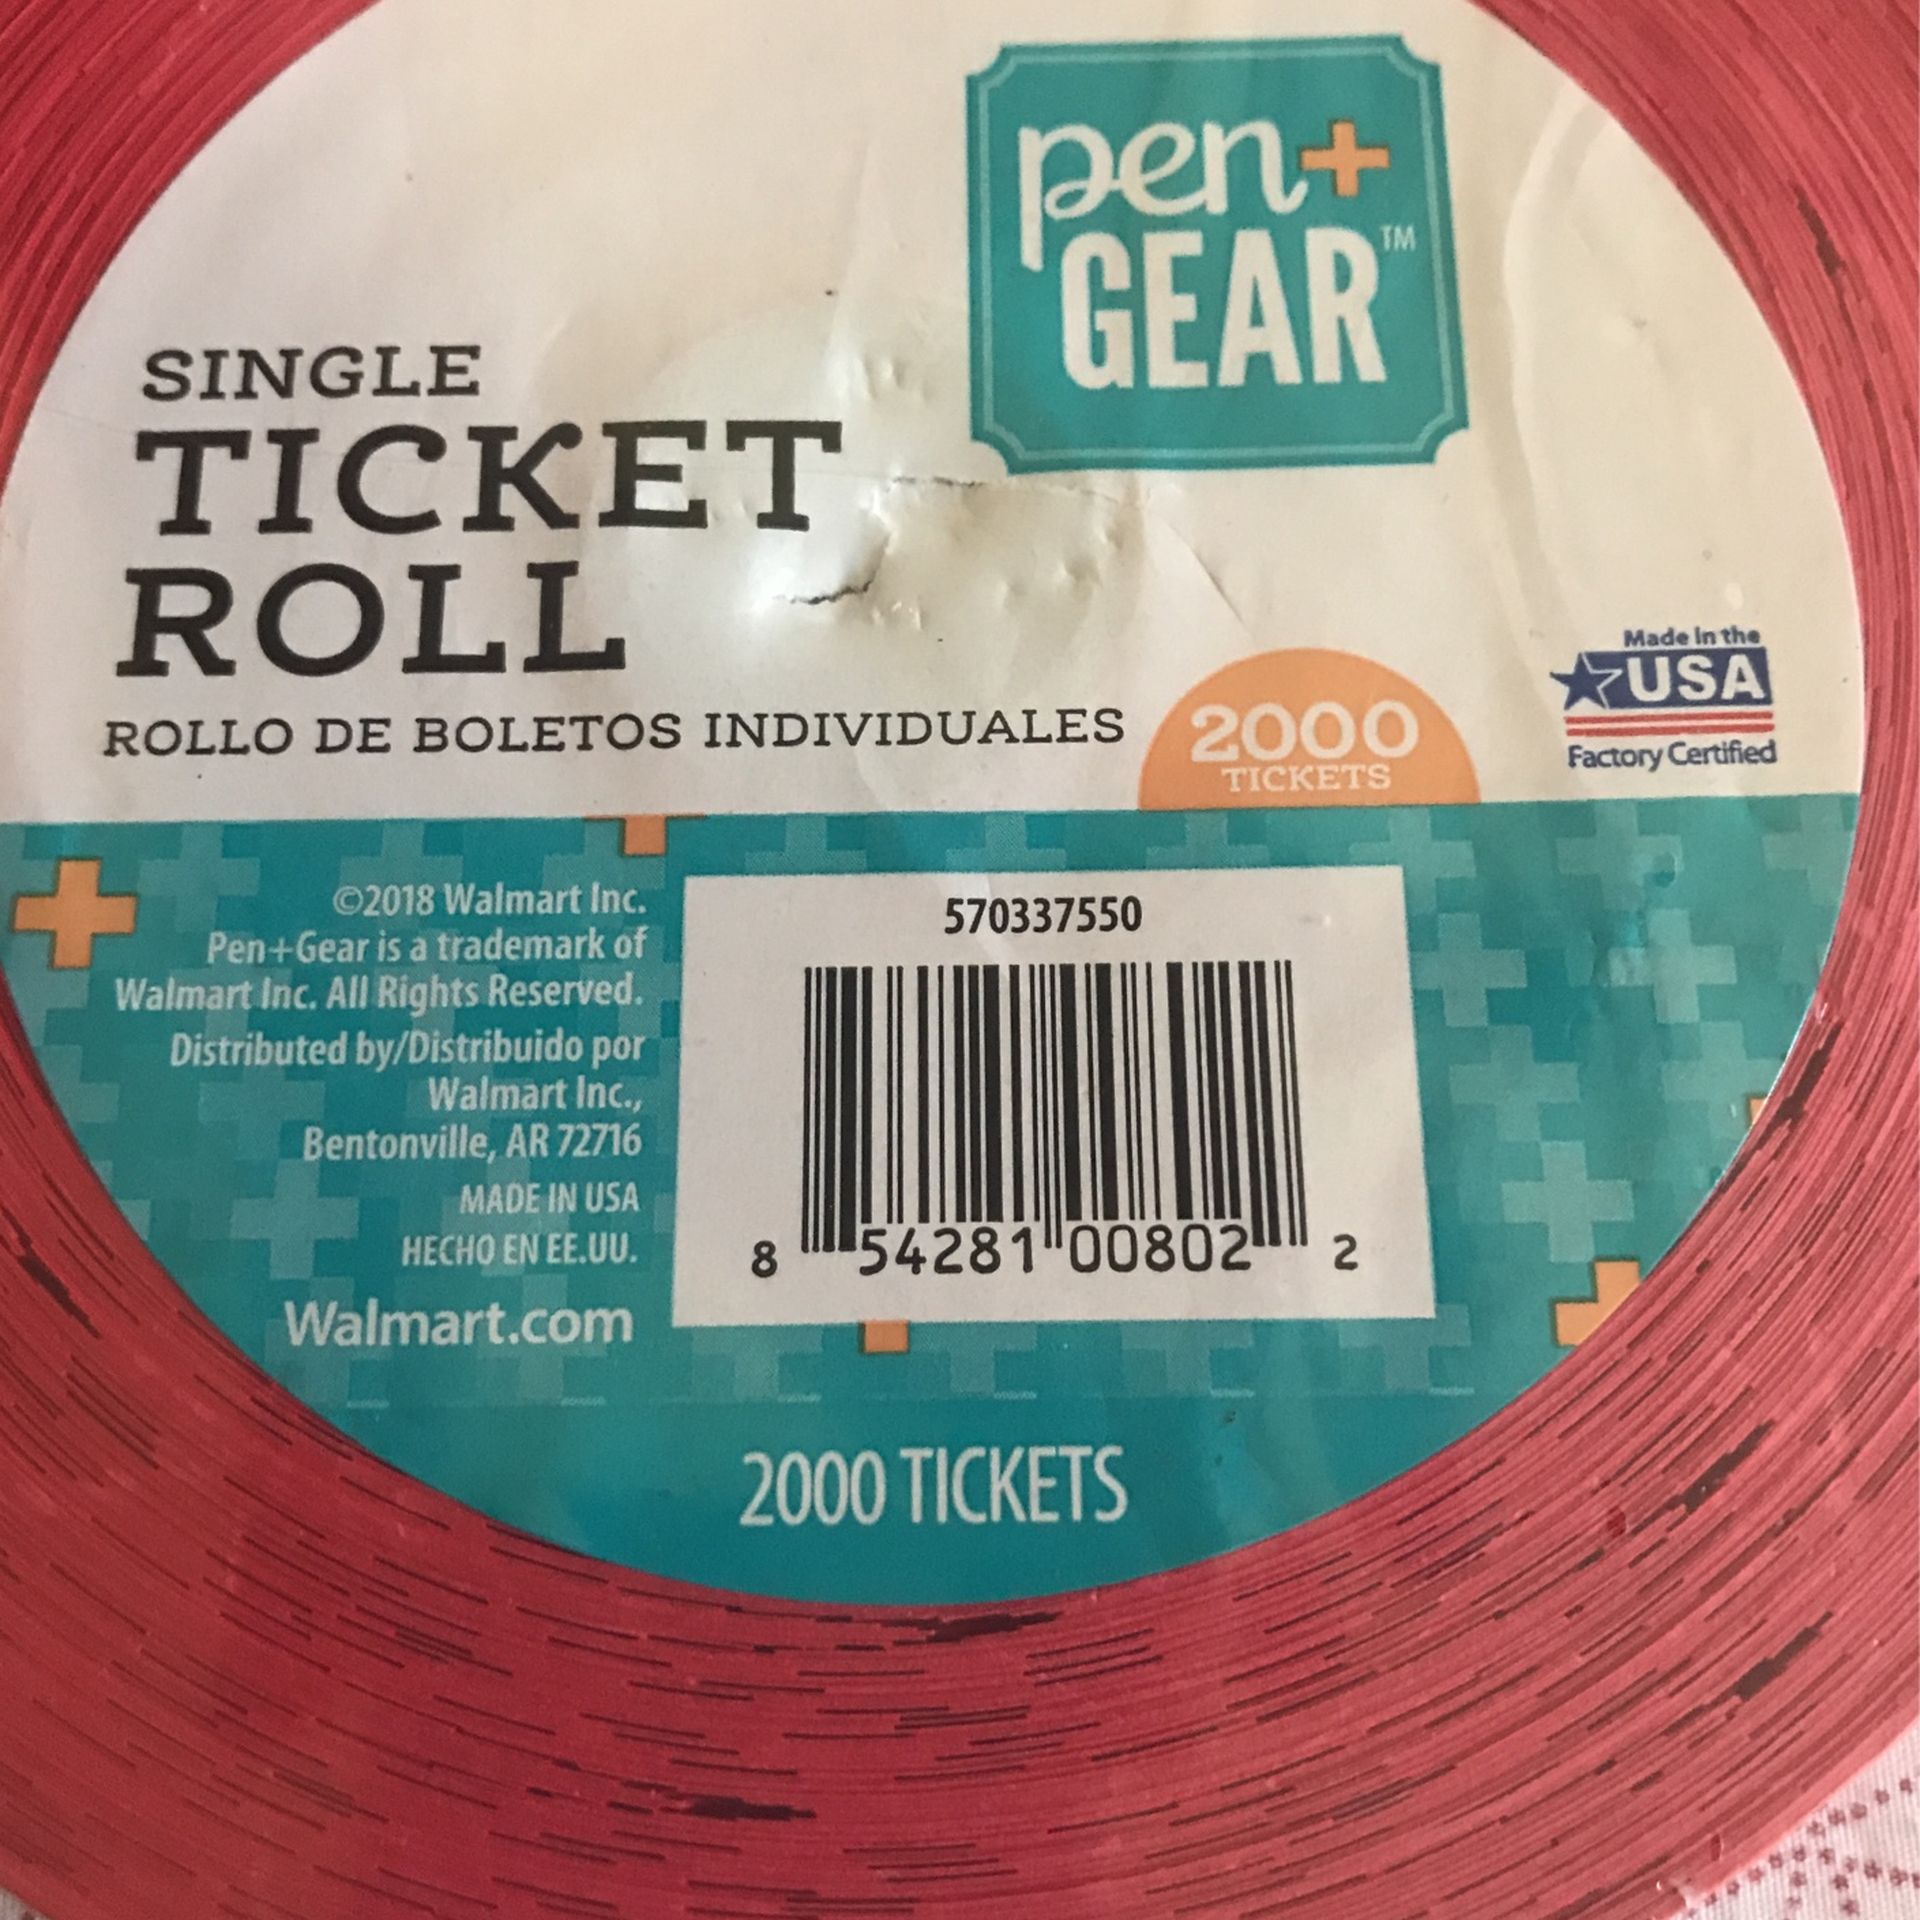 pen+
GEAR™
SINGLE
TICKET
ROLL
ROLLO DE BOLETOS INDIVIDUALES
2000
TICKETS
Made in the
USA
Factory Certified
©2018 Walmart Inc.
Pen+Gear is a trademark of
Walmart Inc. All Rights Reserved.
Distributed by/Distribuido por
Walmart Inc.,
Bentonville, AR 72716
MADE IN USA
HECHO EN EE.UU.
Walmart.com
570337550
8 54281 00802 2
2000 TICKETS